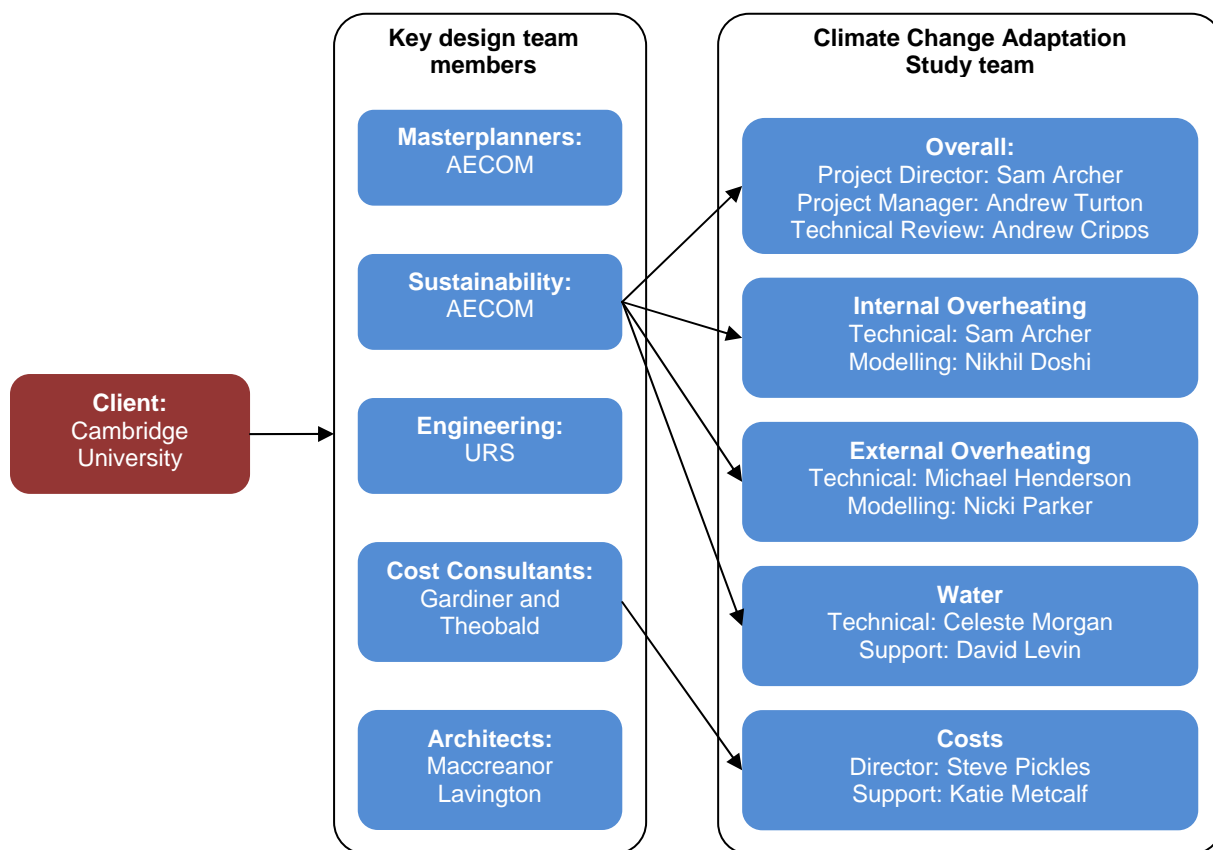 Client:
Cambridge
University
Key design team
members
Masterplanners:
AECOM
Sustainability:
AECOM
Engineering:
URS
Cost Consultants:
Gardiner and
Theobald
Architects:
Maccreanor
Lavington
Climate Change Adaptation
Study team
Overall:
Project Director: Sam Archer
Project Manager: Andrew Turton
Technical Review: Andrew Cripps
Internal Overheating
Technical: Sam Archer
Modelling: Nikhil Doshi
External Overheating
Technical: Michael Henderson
Modelling: Nicki Parker
Water
Technical: Celeste Morgan
Support: David Levin
Costs
Director: Steve Pickles
Support: Katie Metcalf